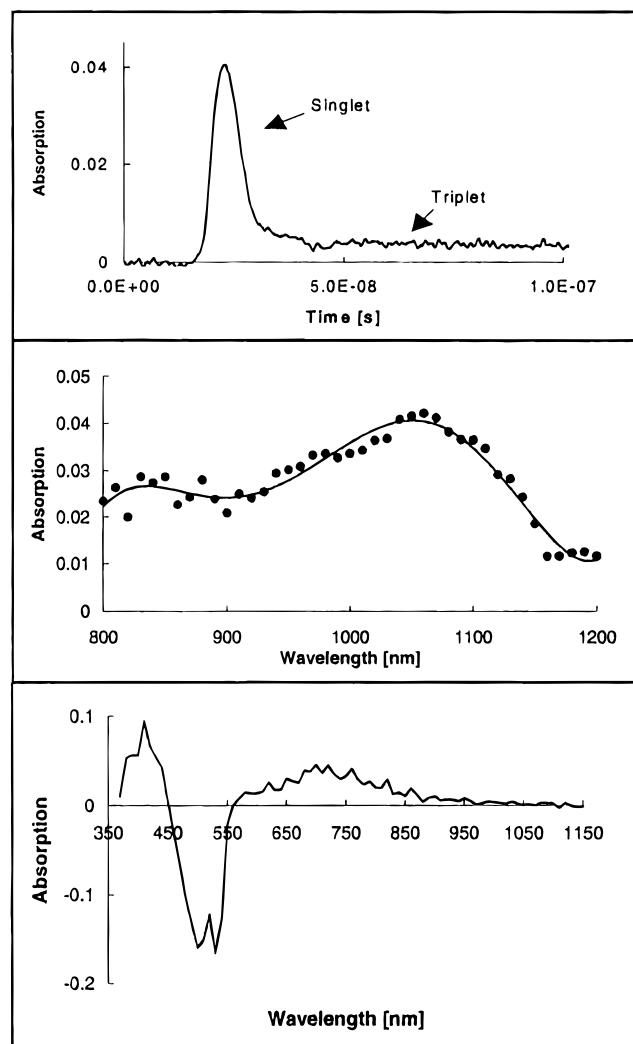 0.04
Singlet
Absorption
0.02
Triplet
0
0.0E+00 5.0E-08 1.0E-07
Time [s]
0.05
0.04
0.03
Absorption
0.02
0.01
0
800 900 1000 1100 1200
Wavelength [nm]
0.1
0
350 450 550 650 750 850 950 1050 1150
Absorption
-0.1
-0.2
Wavelength [nm]